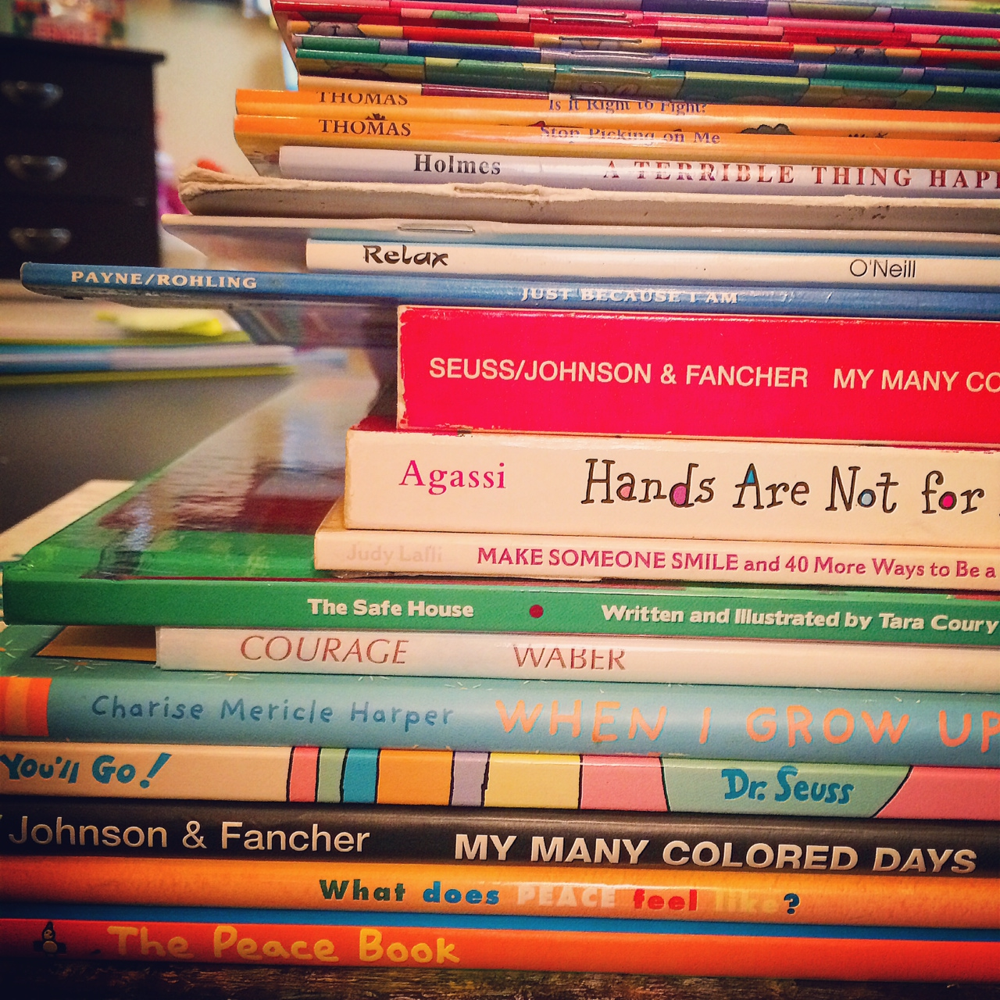 THOMAS Is It Right to Fight?
THOMAS Stop Picking on Me
Holmes A TERRIBLE THING HAP
Relax O'Neill
PAYNE/ROHLING JUST BECAUSE I AM
SEUSS/JOHNSON & FANCHER MY MANY CO
Agassi Hands Are Not for
Judy Lalli MAKE SOMEONE SMILE and 40 More Ways to Be a
The Safe House • Written and Illustrated by Tara Coury
COURAGE WABER
Charise Mericle Harper WHEN I GROW UP
You'll Go! Dr. Seuss
Johnson & Fancher MY MANY COLORED DAYS
What does PEACE feel like?
The Peace Book